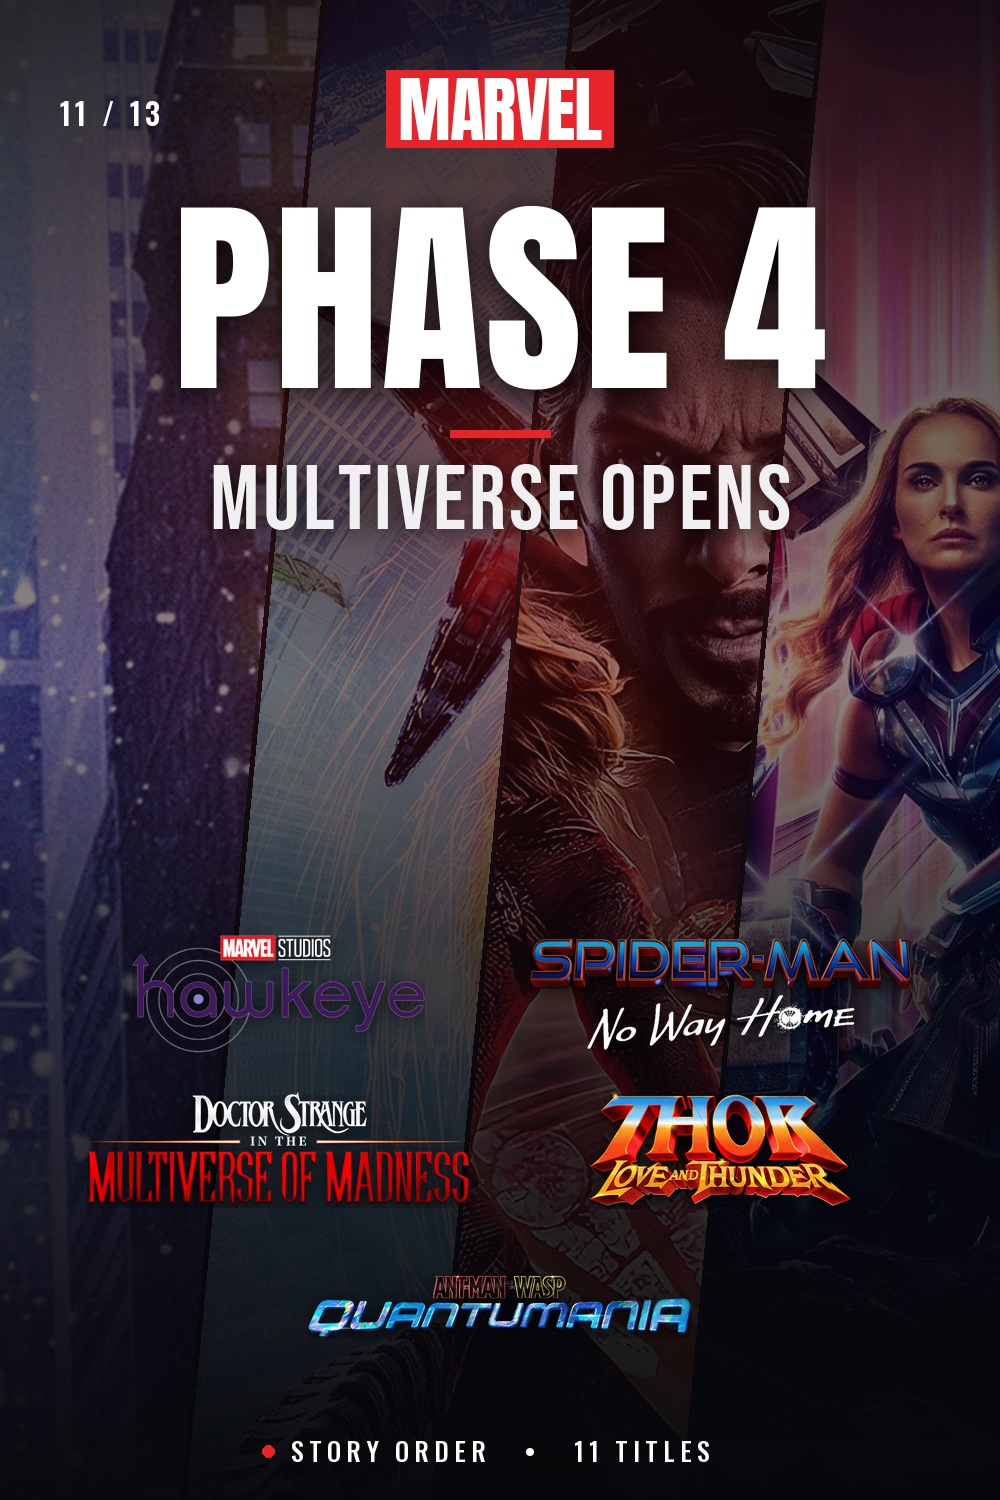 11 / 13
MARVEL
PHASE 4
MULTIVERSE OPENS
MARVEL STUDIOS
hawkeye
SPIDER-MAN
No Way Home
DOCTOR STRANGE
IN THE
MULTIVERSE OF MADNESS
THOR
LOVE AND THUNDER
ANT-MAN AND THE WASP
QUANTUMANIA
STORY ORDER • 11 TITLES